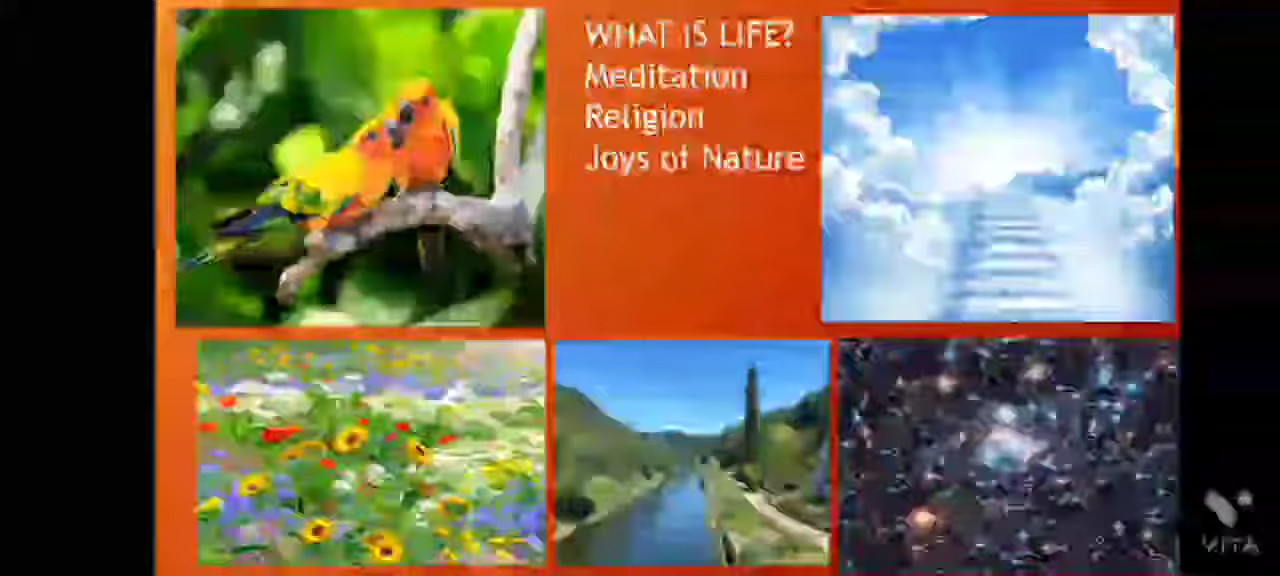 WHAT IS LIFE?
Meditation
Religion
Joys of Nature
VITA